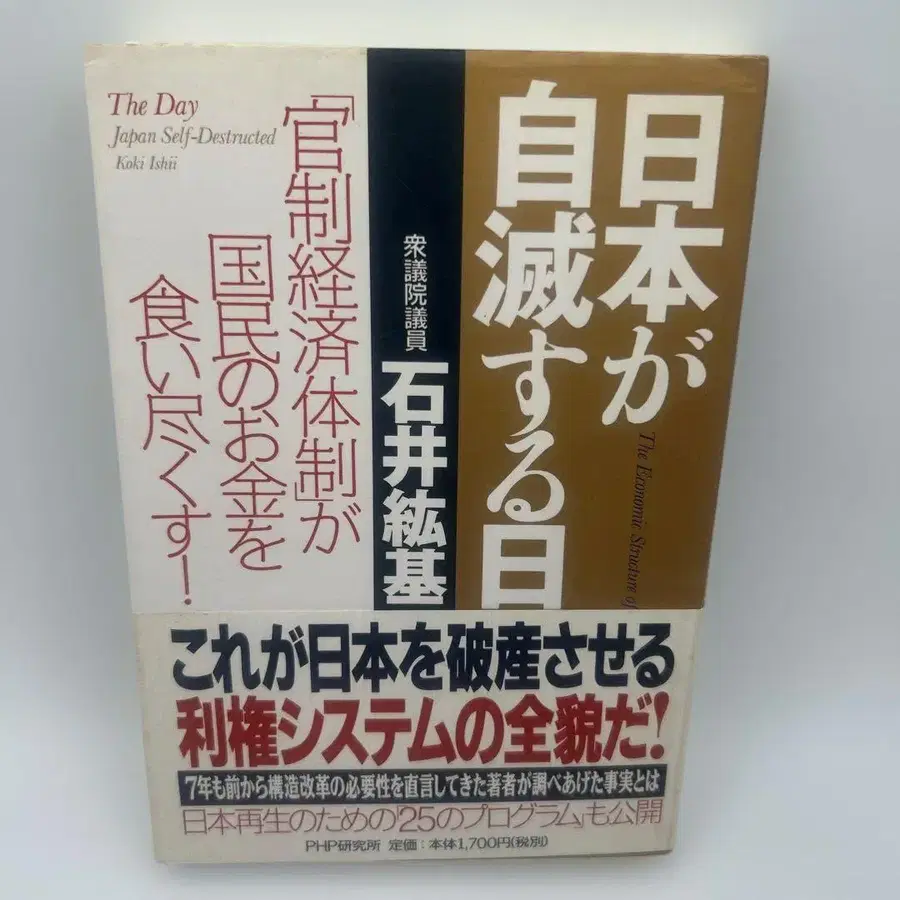 日本が
自滅する日
The Economic Structure of
衆議院議員 石井紘基
「官制経済体制」が
国民のお金を
食い尽くす!
The Day
Japan Self-Destructed
Koki Ishii
これが日本を破産させる
利権システムの全貌だ!
7年も前から構造改革の必要性を直言してきた著者が調べあげた事実とは
日本再生のための「25のプログラム」も公開
PHP研究所 定価:本体1,700円(税別)